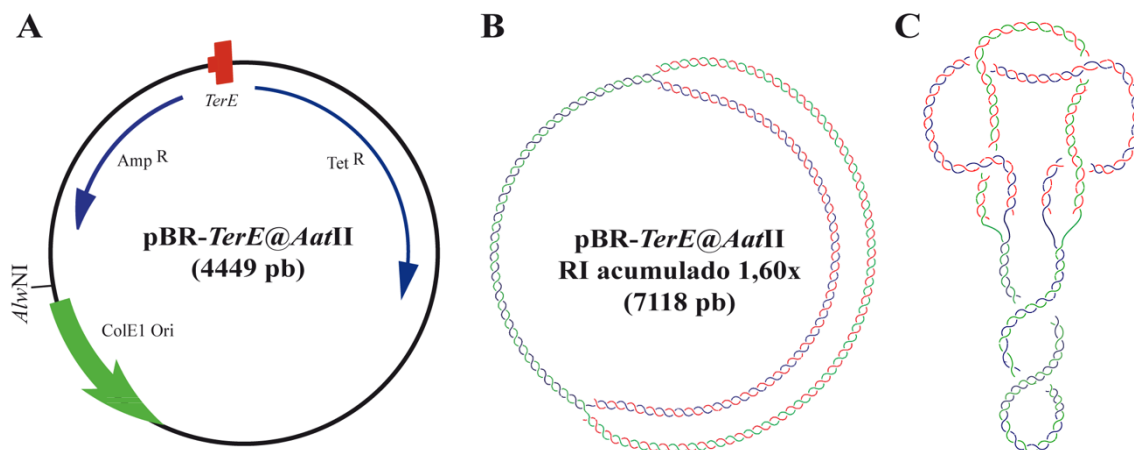 A
TerE
Amp R
Tet R
pBR-TerE@AatII
(4449 pb)
AlwNI
ColE1 Ori
B
pBR-TerE@AatII
RI acumulado 1,60x
(7118 pb)
C